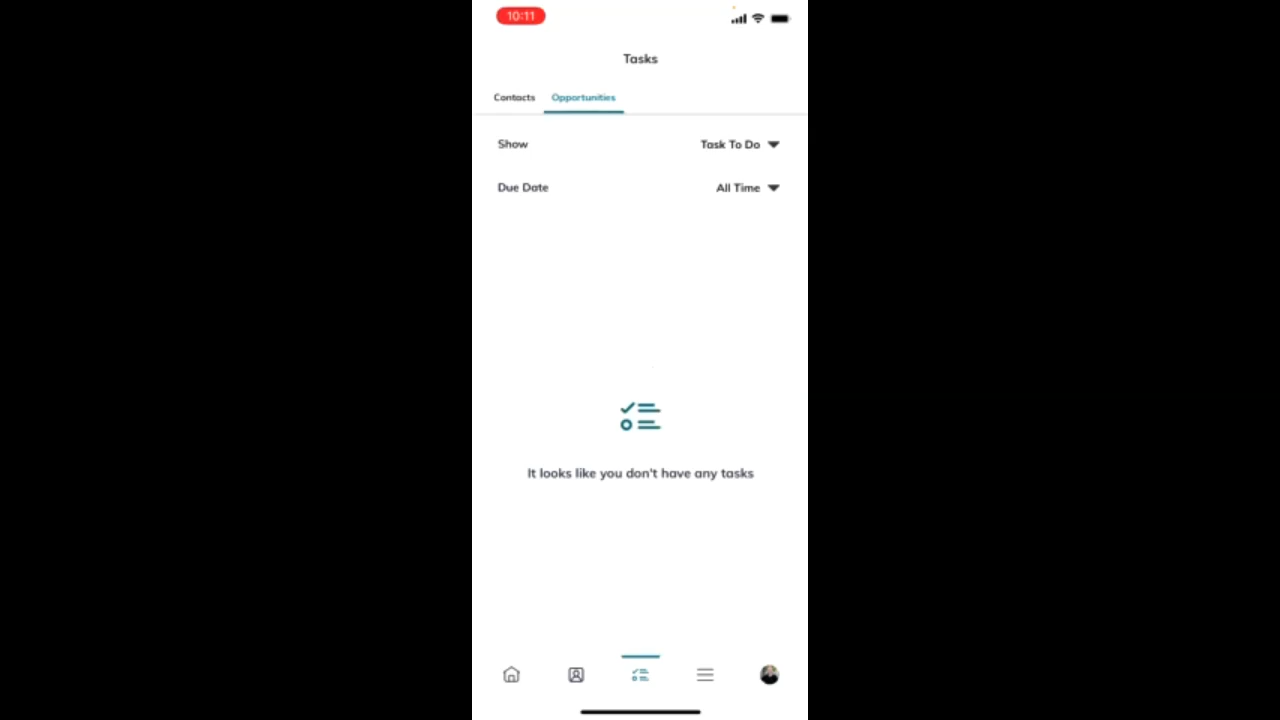 10:11
Tasks
Contacts Opportunities
Show Task To Do
Due Date All Time
It looks like you don't have any tasks